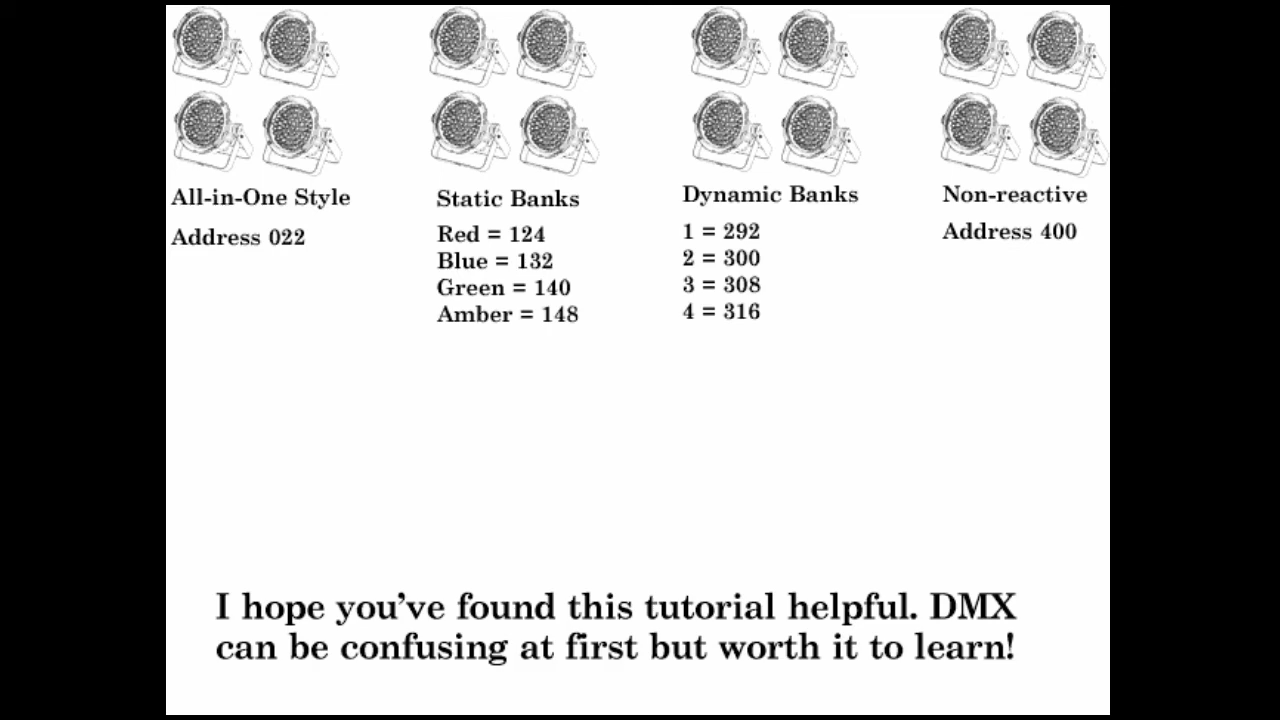 All-in-One Style
Address 022
Static Banks
Red = 124
Blue = 132
Green = 140
Amber = 148
Dynamic Banks
1 = 292
2 = 300
3 = 308
4 = 316
Non-reactive
Address 400
I hope you’ve found this tutorial helpful. DMX
can be confusing at first but worth it to learn!